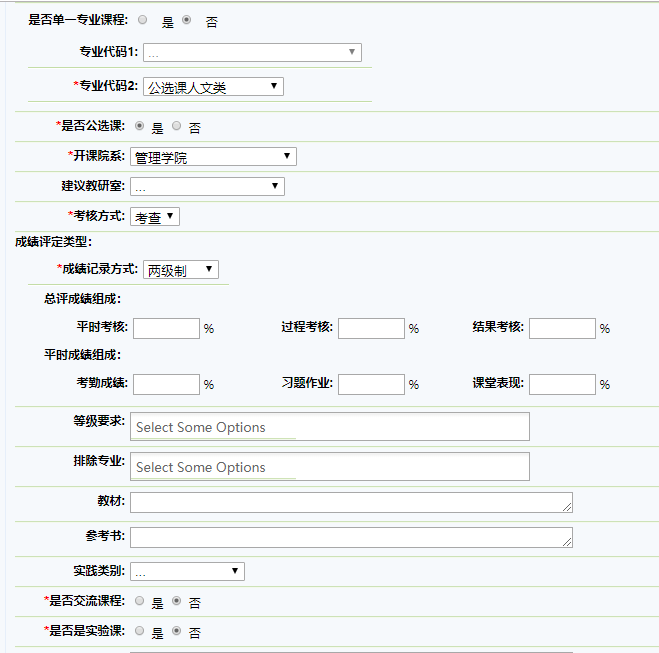 是否单一专业课程: 是 否
专业代码1: ...
*专业代码2: 公选课人文类
*是否公选课: 是 否
*开课院系: 管理学院
建议教研室: ...
*考核方式: 考查
成绩评定类型:
*成绩记录方式: 两级制
总评成绩组成:
平时考核: % 过程考核: % 结果考核: %
平时成绩组成:
考勤成绩: % 习题作业: % 课堂表现: %
等级要求: Select Some Options
排除专业: Select Some Options
教材:
参考书:
实践类别: ...
*是否交流课程: 是 否
*是否是实验课: 是 否